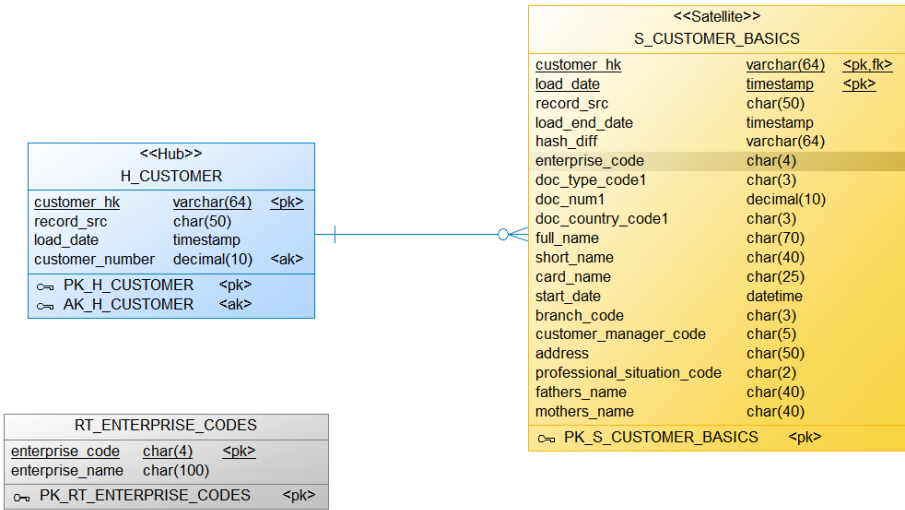 <<Satellite>>
S_CUSTOMER_BASICS
customer_hk varchar(64) <pk,fk>
load_date timestamp <pk>
record_src char(50)
load_end_date timestamp
hash_diff varchar(64)
enterprise_code char(4)
doc_type_code1 char(3)
doc_num1 decimal(10)
doc_country_code1 char(3)
full_name char(70)
short_name char(40)
card_name char(25)
start_date datetime
branch_code char(3)
customer_manager_code char(5)
address char(50)
professional_situation_code char(2)
fathers_name char(40)
mothers_name char(40)
PK_S_CUSTOMER_BASICS <pk>
<<Hub>>
H_CUSTOMER
customer_hk varchar(64) <pk>
record_src char(50)
load_date timestamp
customer_number decimal(10) <ak>
PK_H_CUSTOMER <pk>
AK_H_CUSTOMER <ak>
RT_ENTERPRISE_CODES
enterprise_code char(4) <pk>
enterprise_name char(100)
PK_RT_ENTERPRISE_CODES <pk>